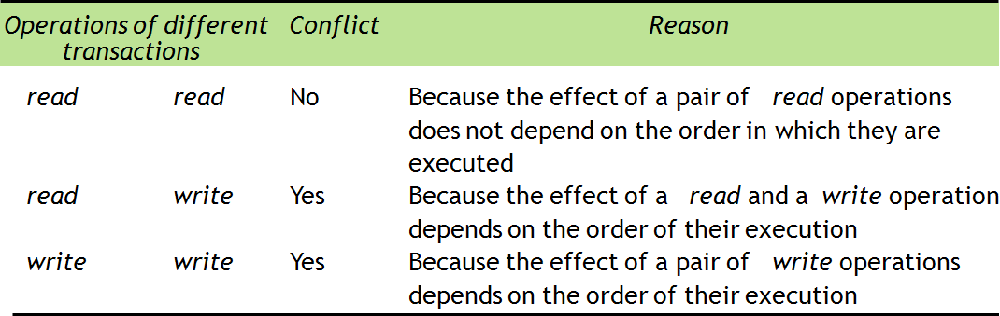 Operations of different transactions Conflict Reason
read read No Because the effect of a pair of read operations
does not depend on the order in which they are
executed
read write Yes Because the effect of a read and a write operation
depends on the order of their execution
write write Yes Because the effect of a pair of write operations
depends on the order of their execution